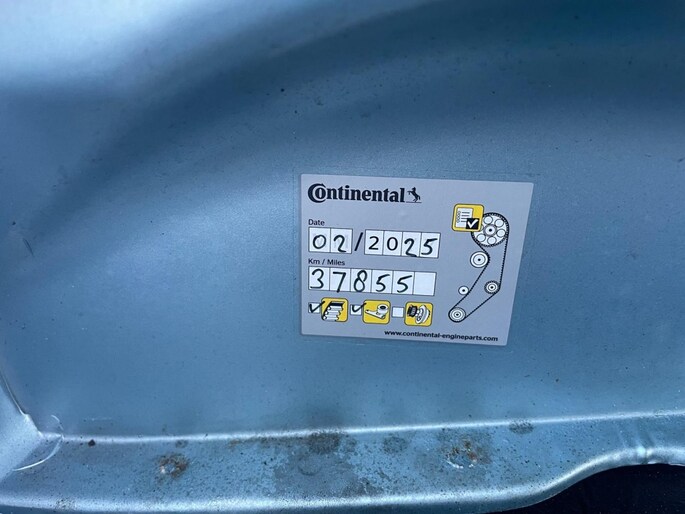 Continental
Date
02/2025
Km / Miles
37855
www.continental-engineparts.com